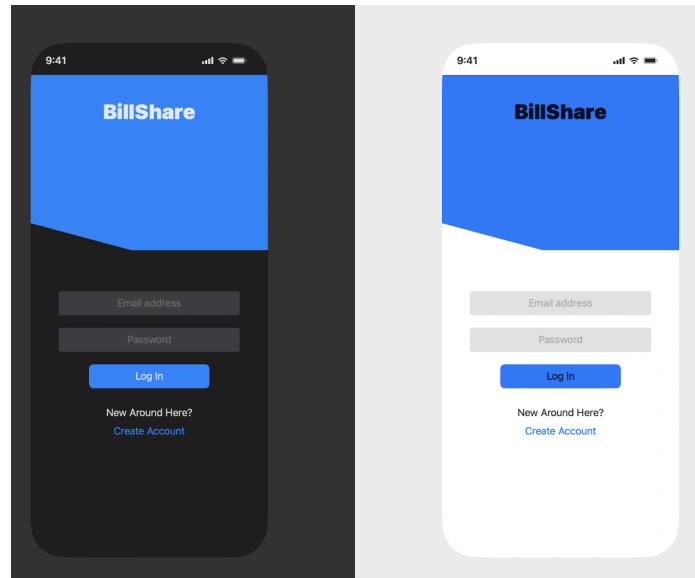 9:41
BillShare
Email address
Password
Log In
New Around Here?
Create Account
9:41
BillShare
Email address
Password
Log In
New Around Here?
Create Account